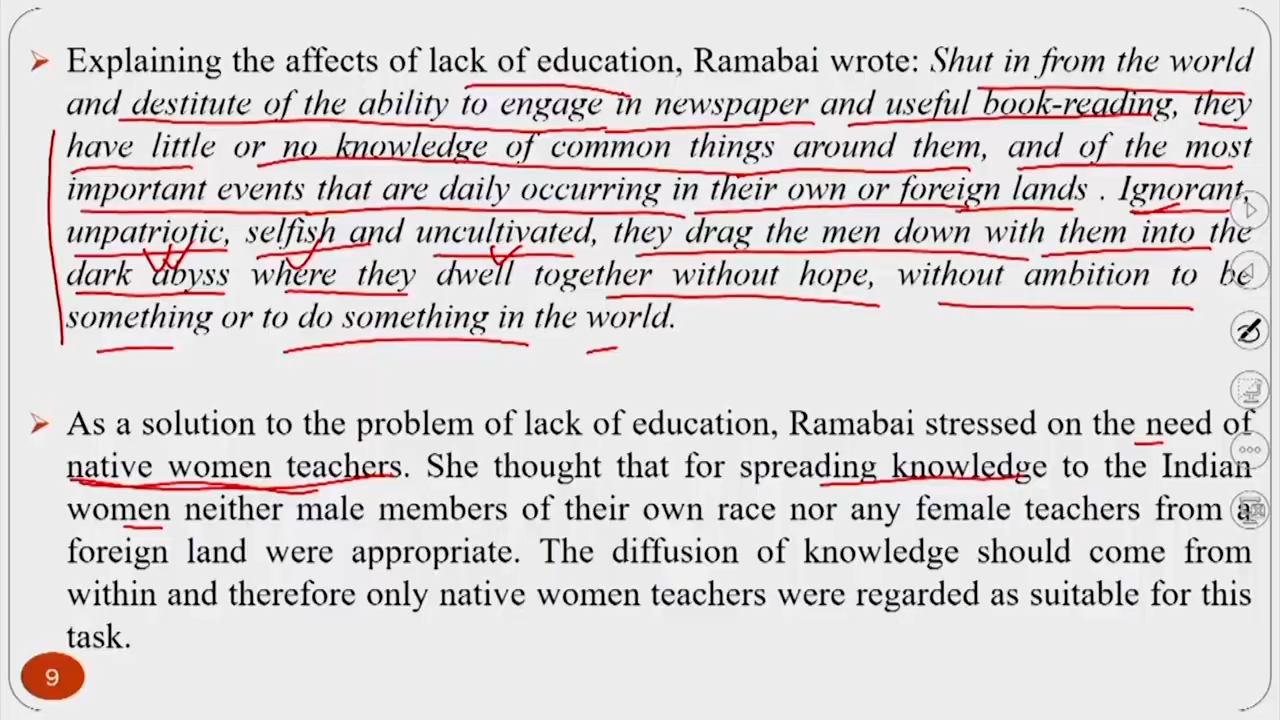 Explaining the affects of lack of education, Ramabai wrote: Shut in from the world
and destitute of the ability to engage in newspaper and useful book-reading, they
have little or no knowledge of common things around them, and of the most
important events that are daily occurring in their own or foreign lands . Ignorant,
unpatriotic, selfish and uncultivated, they drag the men down with them into the
dark abyss where they dwell together without hope, without ambition to be
something or to do something in the world.
As a solution to the problem of lack of education, Ramabai stressed on the need of
native women teachers. She thought that for spreading knowledge to the Indian
women neither male members of their own race nor any female teachers from a
foreign land were appropriate. The diffusion of knowledge should come from
within and therefore only native women teachers were regarded as suitable for this
task.
9